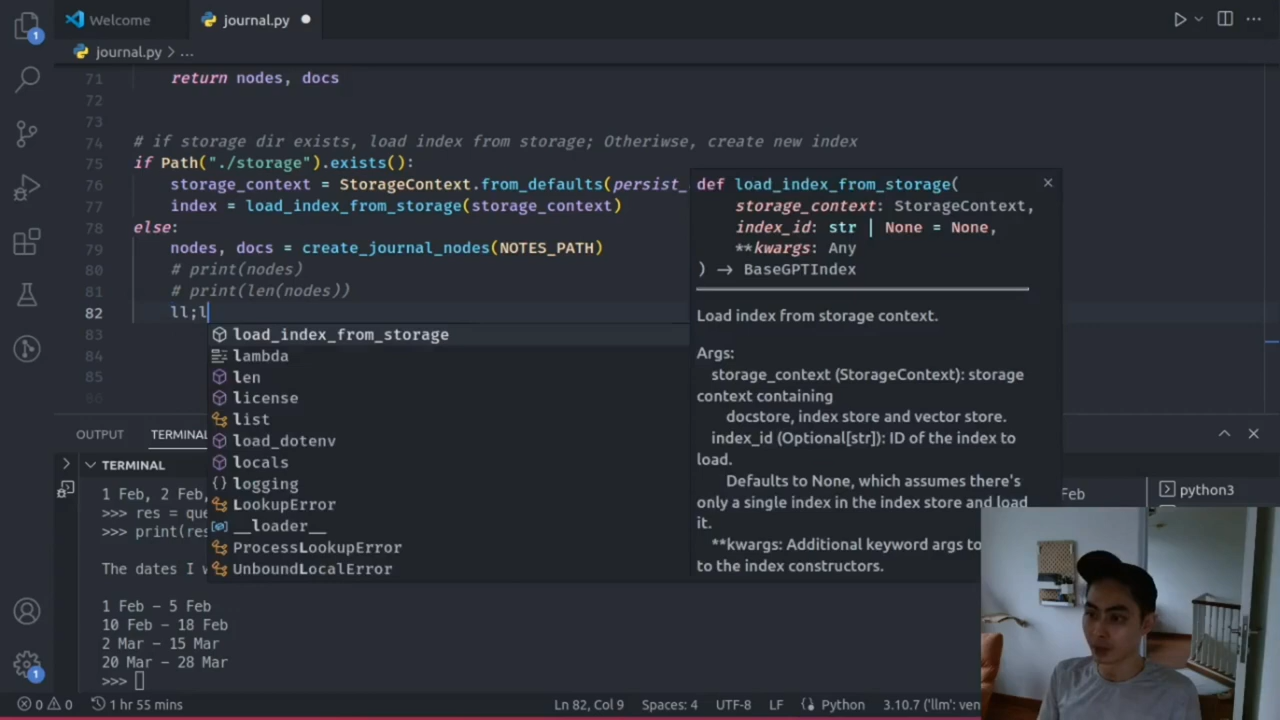 Welcome
journal.py
journal.py > ...
71 return nodes, docs
72
73
74 # if storage dir exists, load index from storage; Otheriwse, create new index
75 if Path("./storage").exists():
76 storage_context = StorageContext.from_defaults(persist_
77 index = load_index_from_storage(storage_context)
78 else:
79 nodes, docs = create_journal_nodes(NOTES_PATH)
80 # print(nodes)
81 # print(len(nodes))
82 ll;l
83
84
85
86
load_index_from_storage
lambda
len
license
list
load_dotenv
locals
logging
LookupError
__loader__
ProcessLookupError
UnboundLocalError
def load_index_from_storage(
storage_context: StorageContext,
index_id: str | None = None,
**kwargs: Any
) → BaseGPTIndex
Load index from storage context.
Args:
storage_context (StorageContext): storage
context containing
docstore, index store and vector store.
index_id (Optional[str]): ID of the index to
load.
Defaults to None, which assumes there's
only a single index in the index store and load
it.
**kwargs: Additional keyword args to
to the index constructors.
OUTPUT TERMINAL
TERMINAL
1 Feb, 2 Feb, Feb
>>> res = que
>>> print(res
The dates I w
1 Feb – 5 Feb
10 Feb – 18 Feb
2 Mar – 15 Mar
20 Mar – 28 Mar
>>>
python3
1
1
0 0 1 hr 55 mins Ln 82, Col 9 Spaces: 4 UTF-8 LF Python 3.10.7 ('llm': ven